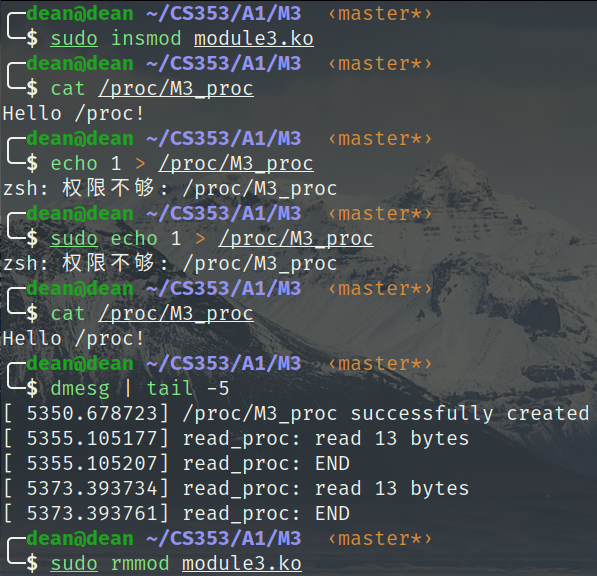 dean@dean ~/CS353/A1/M3 ‹master*›
$ sudo insmod module3.ko
dean@dean ~/CS353/A1/M3 ‹master*›
$ cat /proc/M3_proc
Hello /proc!
dean@dean ~/CS353/A1/M3 ‹master*›
$ echo 1 > /proc/M3_proc
zsh: 权限不够: /proc/M3_proc
dean@dean ~/CS353/A1/M3 ‹master*›
$ sudo echo 1 > /proc/M3_proc
zsh: 权限不够: /proc/M3_proc
dean@dean ~/CS353/A1/M3 ‹master*›
$ cat /proc/M3_proc
Hello /proc!
dean@dean ~/CS353/A1/M3 ‹master*›
$ dmesg | tail -5
[ 5350.678723] /proc/M3_proc successfully created
[ 5355.105177] read_proc: read 13 bytes
[ 5355.105207] read_proc: END
[ 5373.393734] read_proc: read 13 bytes
[ 5373.393761] read_proc: END
dean@dean ~/CS353/A1/M3 ‹master*›
$ sudo rmmod module3.ko